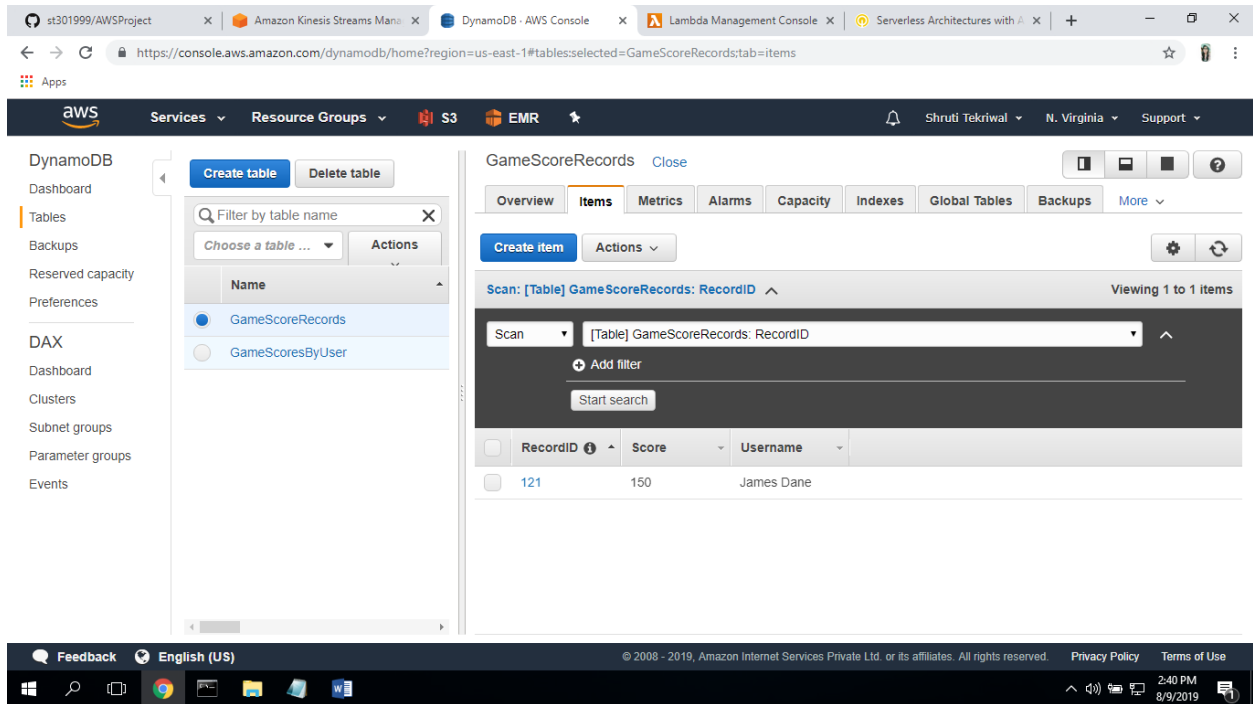 st301999/AWSProject
Amazon Kinesis Streams Mana
DynamoDB · AWS Console
Lambda Management Console
Serverless Architectures with A
https://console.aws.amazon.com/dynamodb/home?region=us-east-1#tables:selected=GameScoreRecords;tab=items
Apps
aws Services Resource Groups S3 EMR Shruti Tekriwal N. Virginia Support
DynamoDB
Dashboard
Tables
Backups
Reserved capacity
Preferences
DAX
Dashboard
Clusters
Subnet groups
Parameter groups
Events
Create table Delete table
Filter by table name
Choose a table ... Actions
Name
GameScoreRecords
GameScoresByUser
GameScoreRecords Close
Overview Items Metrics Alarms Capacity Indexes Global Tables Backups More
Create item Actions
Scan: [Table] GameScoreRecords: RecordID Viewing 1 to 1 items
Scan [Table] GameScoreRecords: RecordID
Add filter
Start search
RecordID Score Username
121 150 James Dane
Feedback English (US) © 2008 - 2019, Amazon Internet Services Private Ltd. or its affiliates. All rights reserved. Privacy Policy Terms of Use
2:40 PM
8/9/2019
1